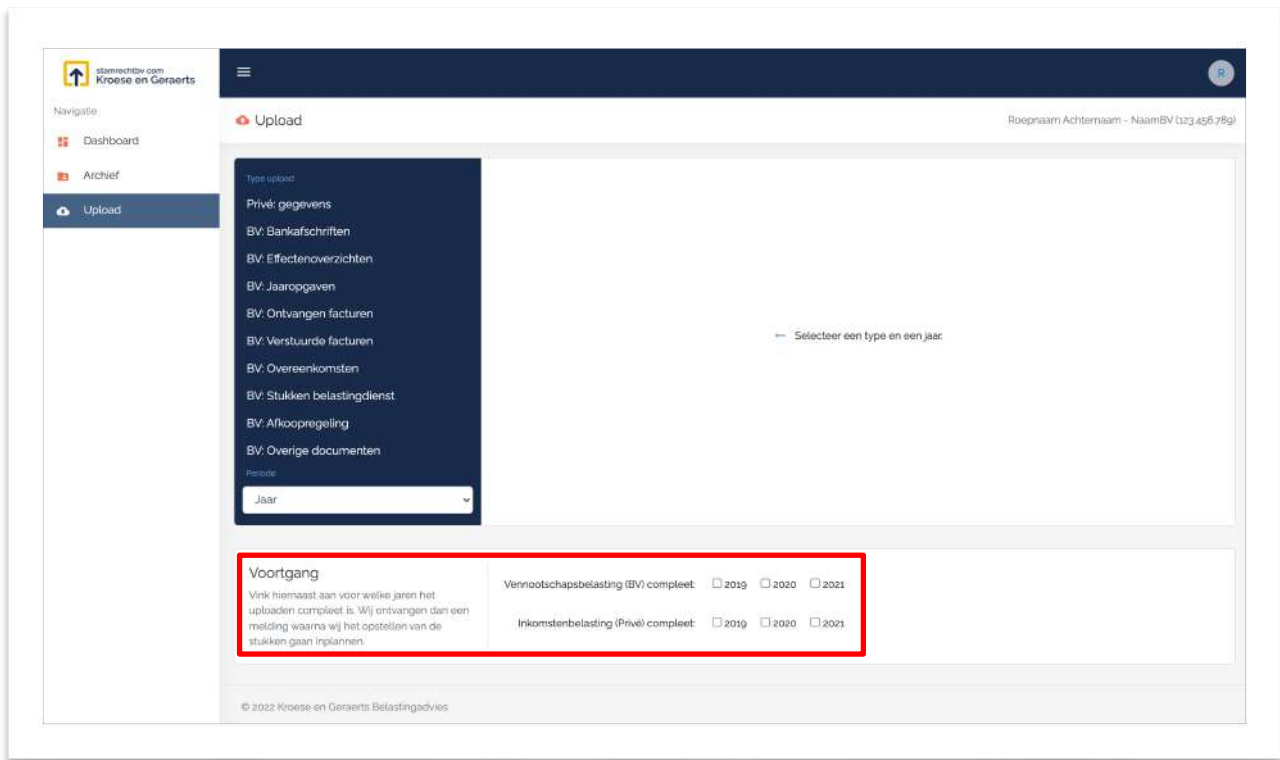 stamrechtbv com
Kroese en Geraerts
R
Navigatie
Dashboard
Archief
Upload
Upload
Roepnaam Achternaam - NaamBV (123.456.789)
Type upload
Privé: gegevens
BV: Bankafschriften
BV: Effectenoverzichten
BV: Jaaropgaven
BV: Ontvangen facturen
BV: Verstuurde facturen
BV: Overeenkomsten
BV: Stukken belastingdienst
BV: Afkoopregeling
BV: Overige documenten
Periode
Jaar
← Selecteer een type en een jaar.
Voortgang
Vink hiernaast aan voor welke jaren het
uploaden compleet is. Wij ontvangen dan een
melding waarna wij het opstellen van de
stukken gaan inplannen.
Vennootschapsbelasting (BV) compleet: 2019 2020 2021
Inkomstenbelasting (Privé) compleet: 2019 2020 2021
© 2022 Kroese en Geraerts Belastingadvies